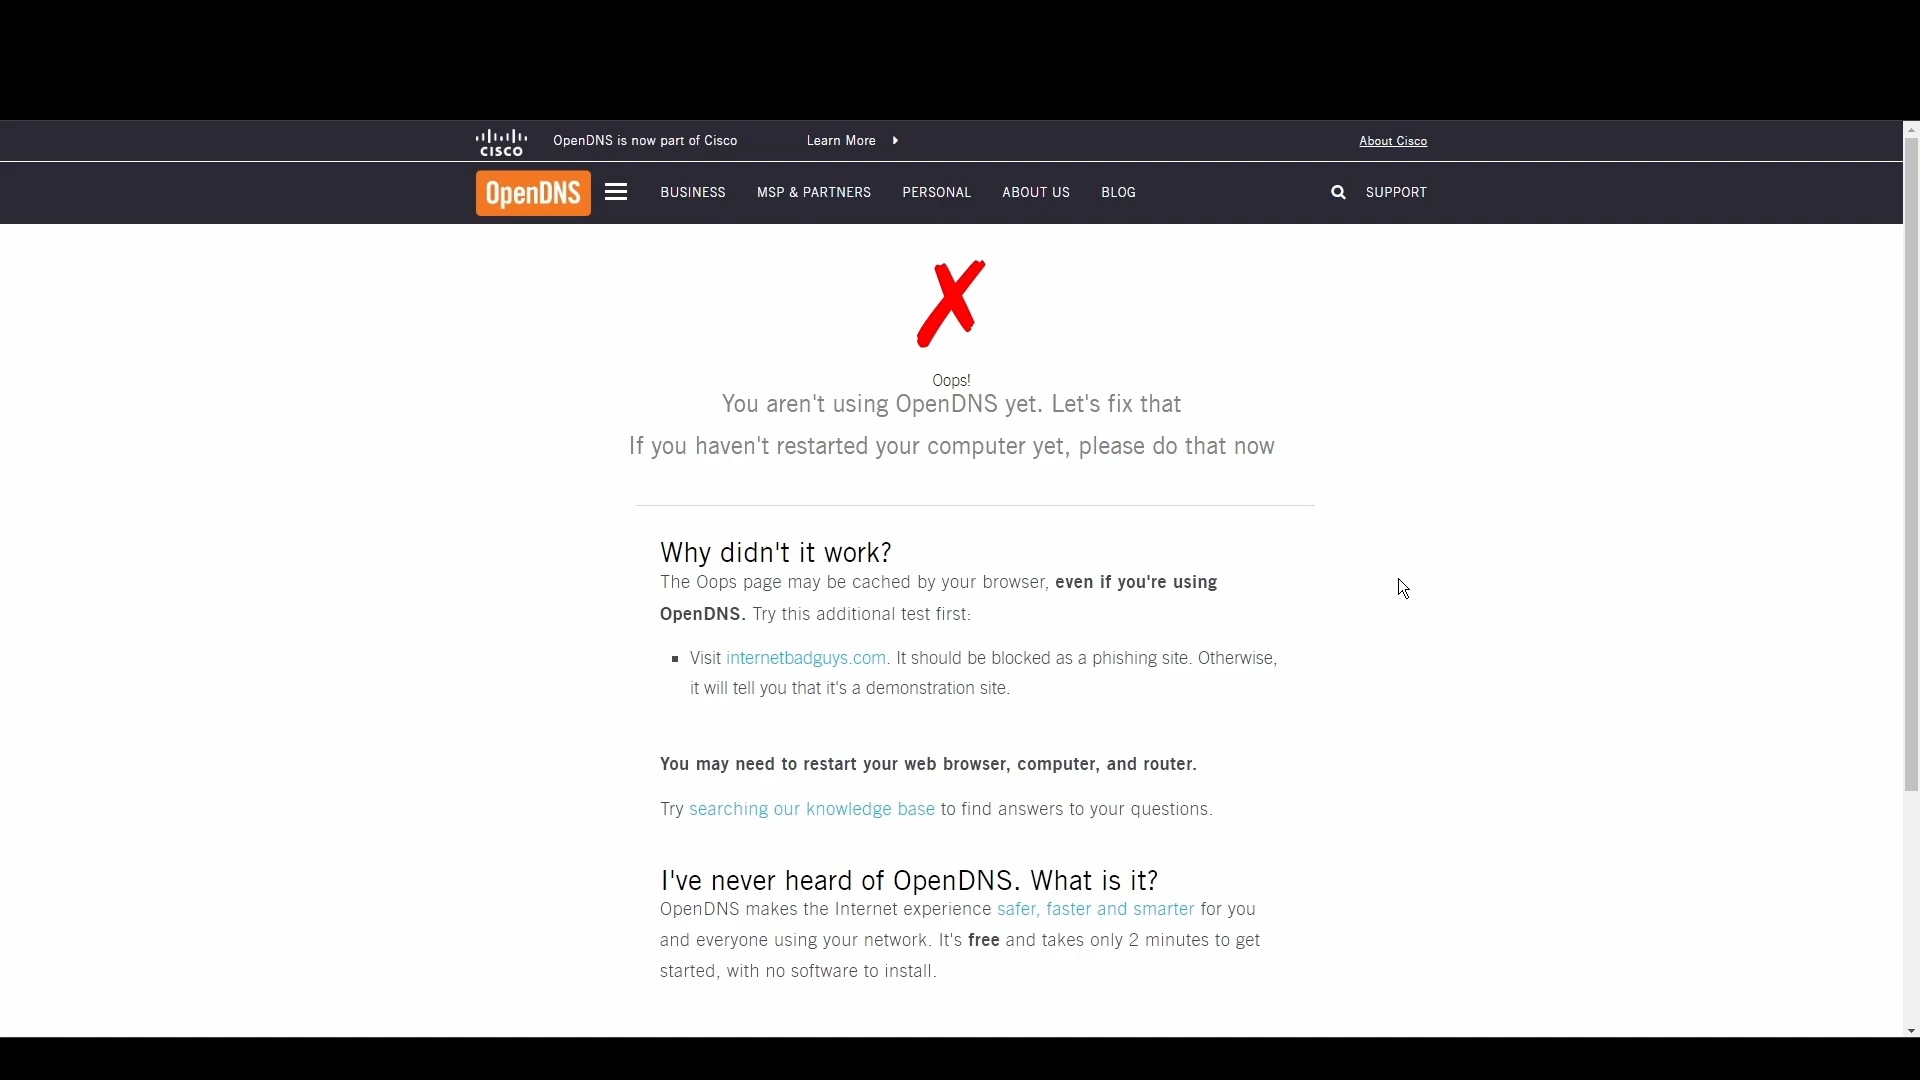 CISCO
OpenDNS is now part of Cisco
Learn More
About Cisco
OpenDNS
BUSINESS
MSP & PARTNERS
PERSONAL
ABOUT US
BLOG
SUPPORT
Oops!
You aren't using OpenDNS yet. Let's fix that
If you haven't restarted your computer yet, please do that now
Why didn't it work?
The Oops page may be cached by your browser, even if you're using
OpenDNS. Try this additional test first:
Visit internetbadguys.com. It should be blocked as a phishing site. Otherwise,
it will tell you that it's a demonstration site.
You may need to restart your web browser, computer, and router.
Try searching our knowledge base to find answers to your questions.
I've never heard of OpenDNS. What is it?
OpenDNS makes the Internet experience safer, faster and smarter for you
and everyone using your network. It's free and takes only 2 minutes to get
started, with no software to install.